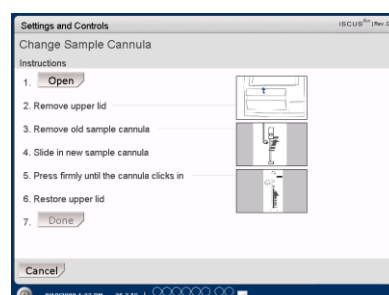 Settings and Controls
ISCUS
Change Sample Cannula
Instructions
1. Open
2. Remove upper lid
3. Remove old sample cannula
4. Slide in new sample cannula
5. Press firmly until the cannula clicks in
6. Restore upper lid
7. Done
Cancel